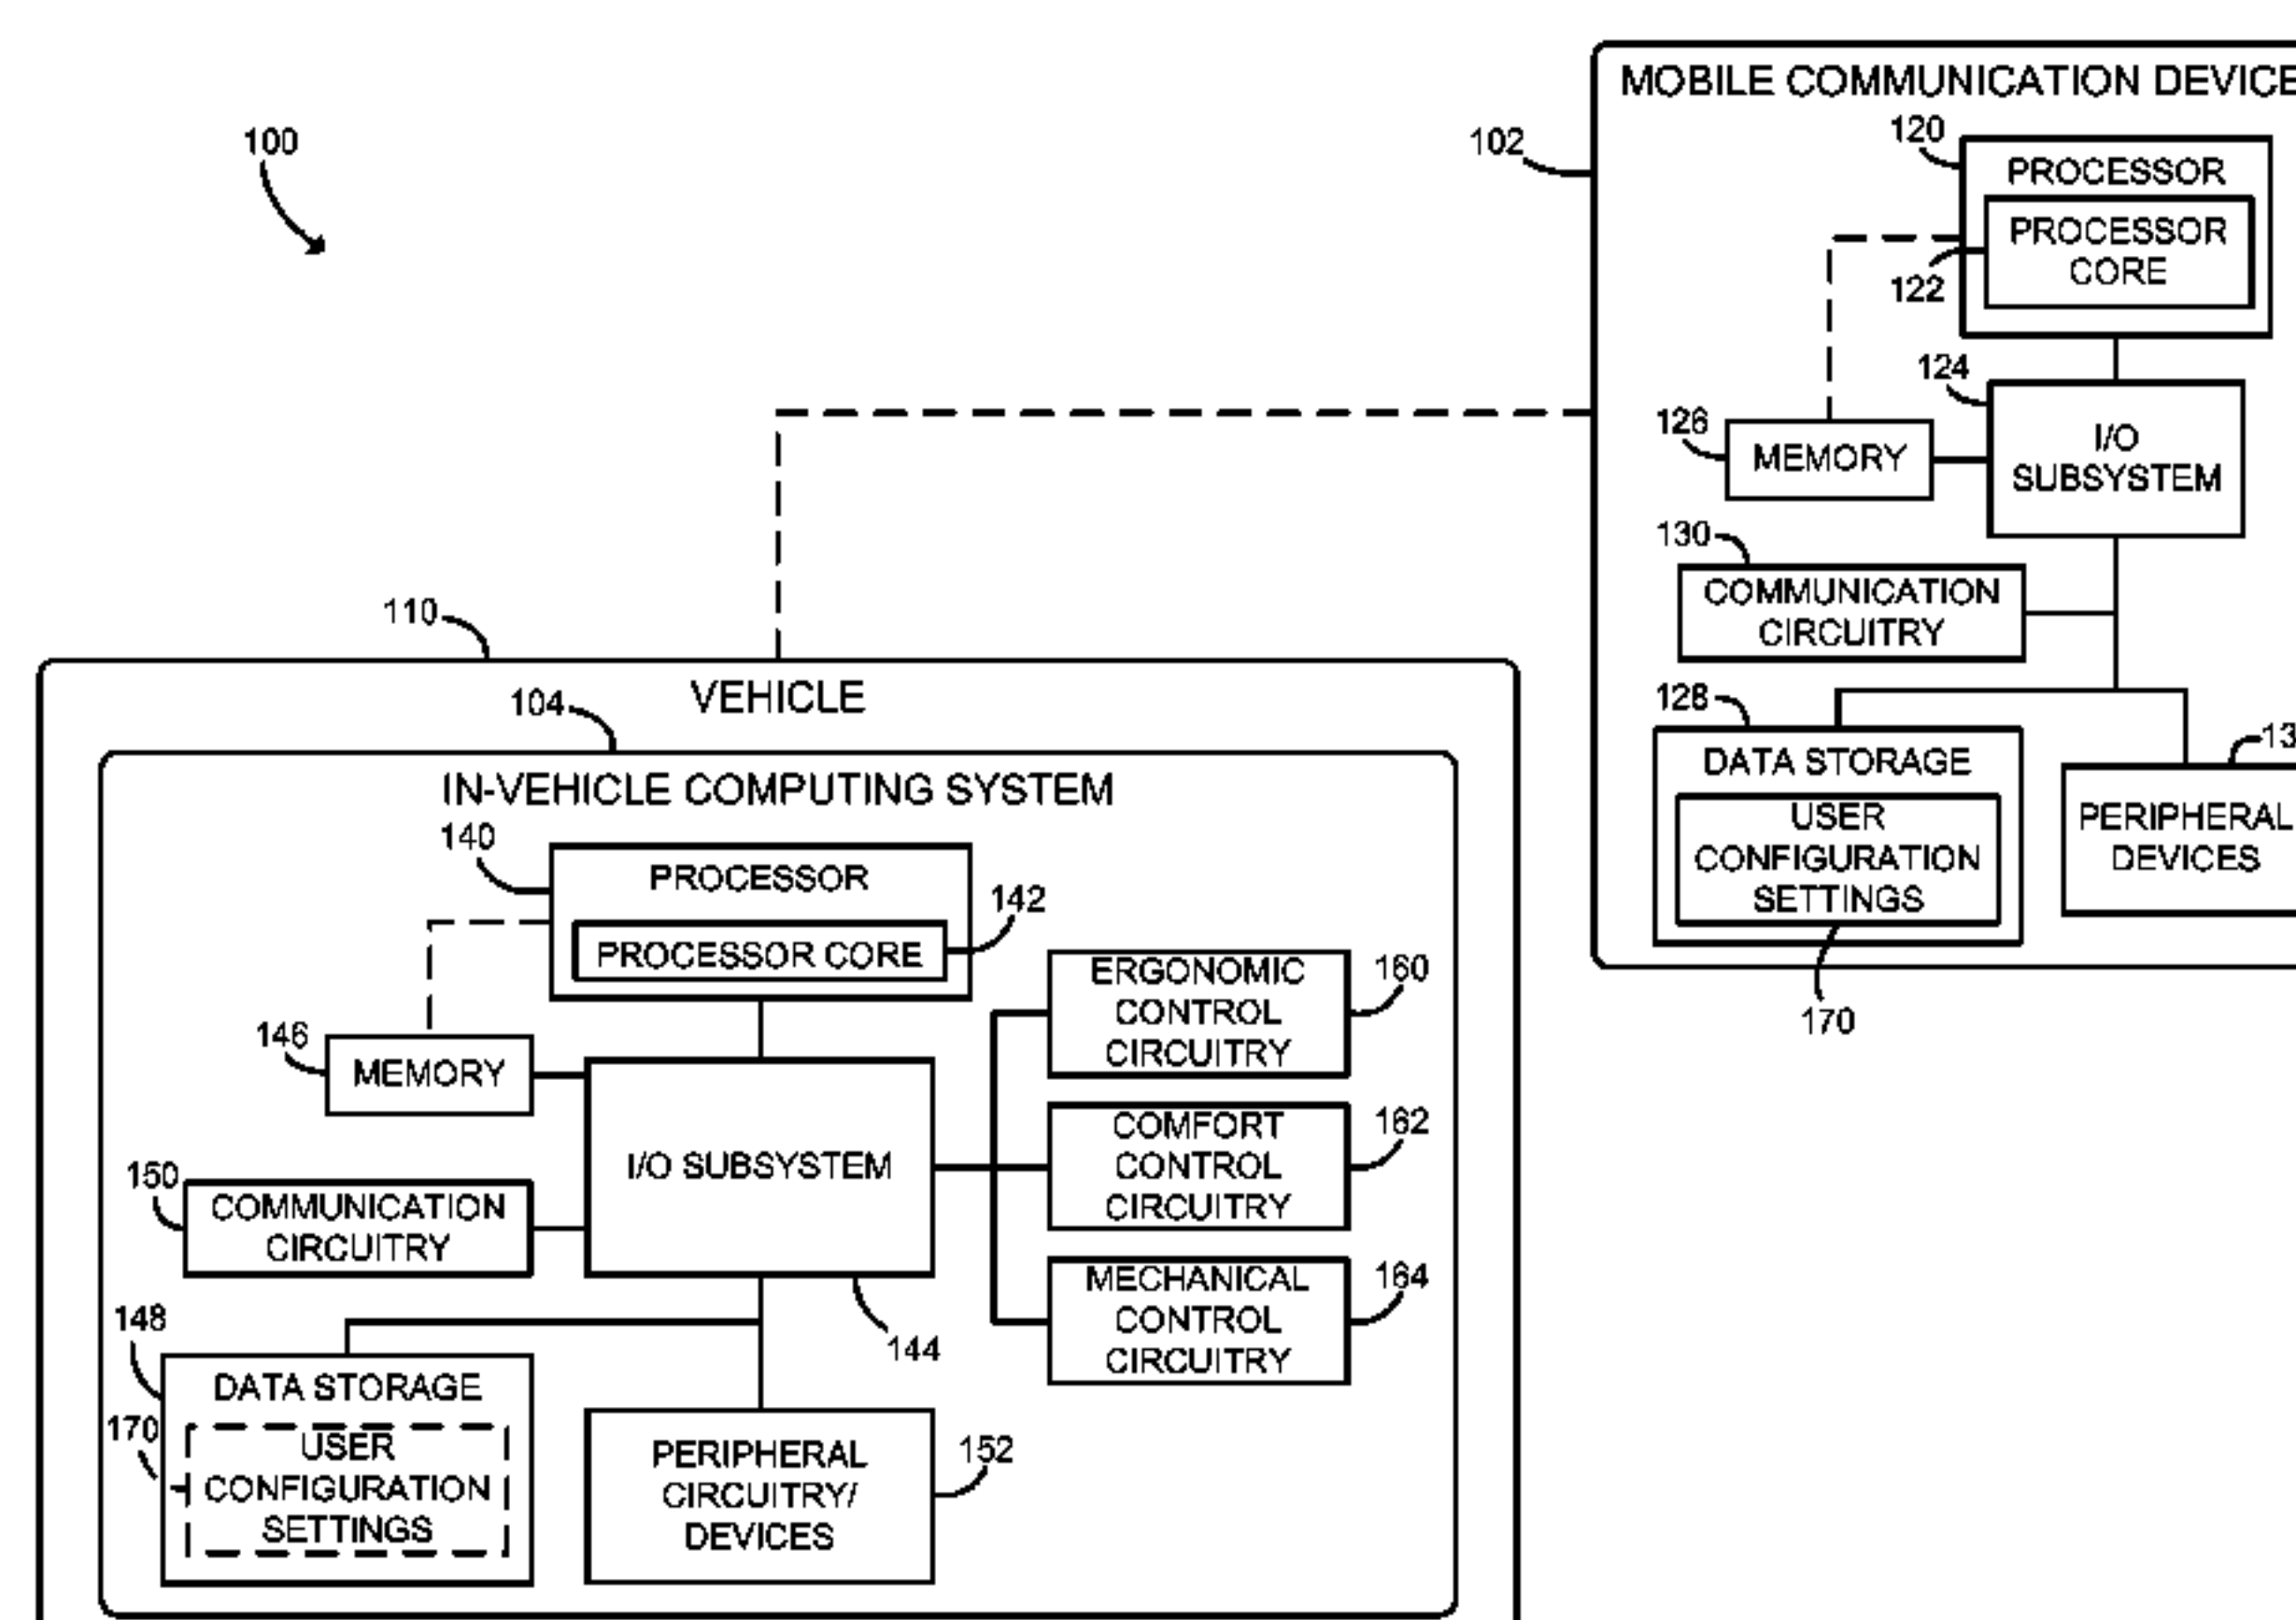 100
102
MOBILE COMMUNICATION DEVICE
120
PROCESSOR
PROCESSOR
CORE
122
124
I/O
SUBSYSTEM
126
MEMORY
130
COMMUNICATION
CIRCUITRY
128
DATA STORAGE
USER
CONFIGURATION
SETTINGS
170
PERIPHERAL
DEVICES
110
VEHICLE
104
IN-VEHICLE COMPUTING SYSTEM
140
PROCESSOR
PROCESSOR CORE
142
146
MEMORY
150
COMMUNICATION
CIRCUITRY
I/O SUBSYSTEM
144
ERGONOMIC
CONTROL
CIRCUITRY
160
COMFORT
CONTROL
CIRCUITRY
162
MECHANICAL
CONTROL
CIRCUITRY
164
148
DATA STORAGE
170
USER
CONFIGURATION
SETTINGS
PERIPHERAL
CIRCUITRY/
DEVICES
152